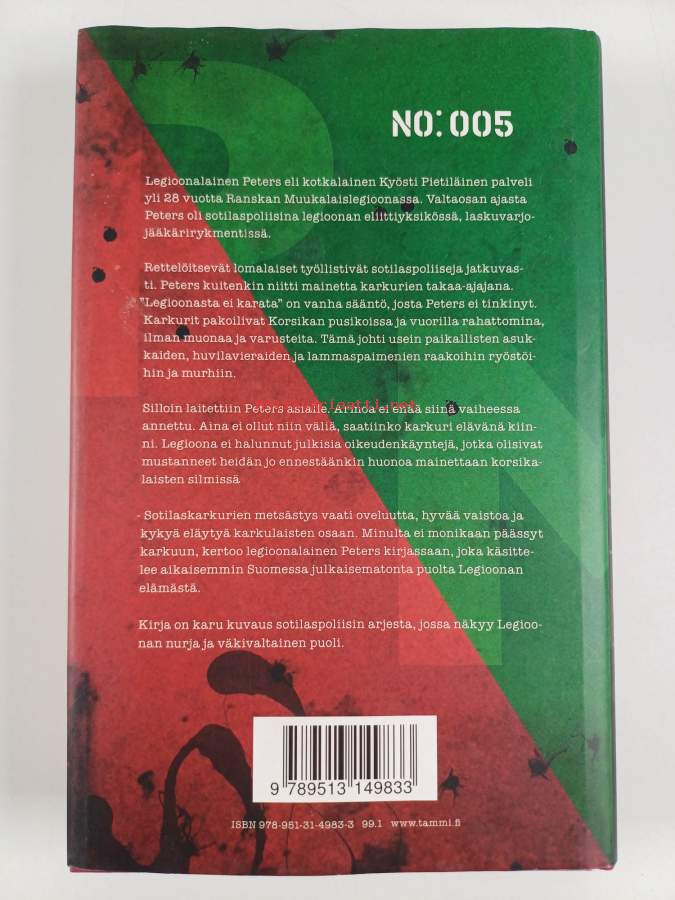 NO: 005
Legioonalainen Peters eli kotkalainen Kyösti Pietiläinen palveli
yli 28 vuotta Ranskan Muukalaislegioonassa. Valtaosan ajasta
Peters oli sotilaspoliisina legioonan eliittiyksikössä, laskuvarjo-
jääkärirykmentissä.
Rettelöitsevät lomalaiset työllistivät sotilaspoliiseja jatkuvas-
ti. Peters kuitenkin niitti mainetta karkurien takaa-ajajana.
"Legioonasta ei karata" on vanha sääntö, josta Peters ei tinkinyt.
Karkurit pakoilivat Korsikan pusikoissa ja vuorilla rahattomina,
ilman muonaa ja varusteita. Tämä johti usein paikallisten asuk-
kaiden, huvilavieraiden ja lammaspaimenien raakoihin ryöstöi-
hin ja murhiin.
Silloin laitettiin Peters asialle. Armoa ei enää siinä vaiheessa
annettu. Aina ei ollut niin väliä, saatiinko karkuri elävänä kiin-
ni. Legioona ei halunnut julkisia oikeudenkäyntejä, jotka olisivat
mustanneet heidän jo ennestäänkin huonoa mainettaan korsika-
laisten silmissä
- Sotilaskarkurien metsästys vaati oveluutta, hyvää vaistoa ja
kykyä eläytyä karkulaisten osaan. Minulta ei monikaan päässyt
karkuun, kertoo legioonalainen Peters kirjassaan, joka käsitte-
lee aikaisemmin Suomessa julkaisematonta puolta Legioonan
elämästä.
Kirja on karu kuvaus sotilaspoliisin arjesta, jossa näkyy Legioo-
nan nurja ja väkivaltainen puoli.
9 789513 149833
ISBN 978-951-31-4983-3 99.1 www.tammi.fi